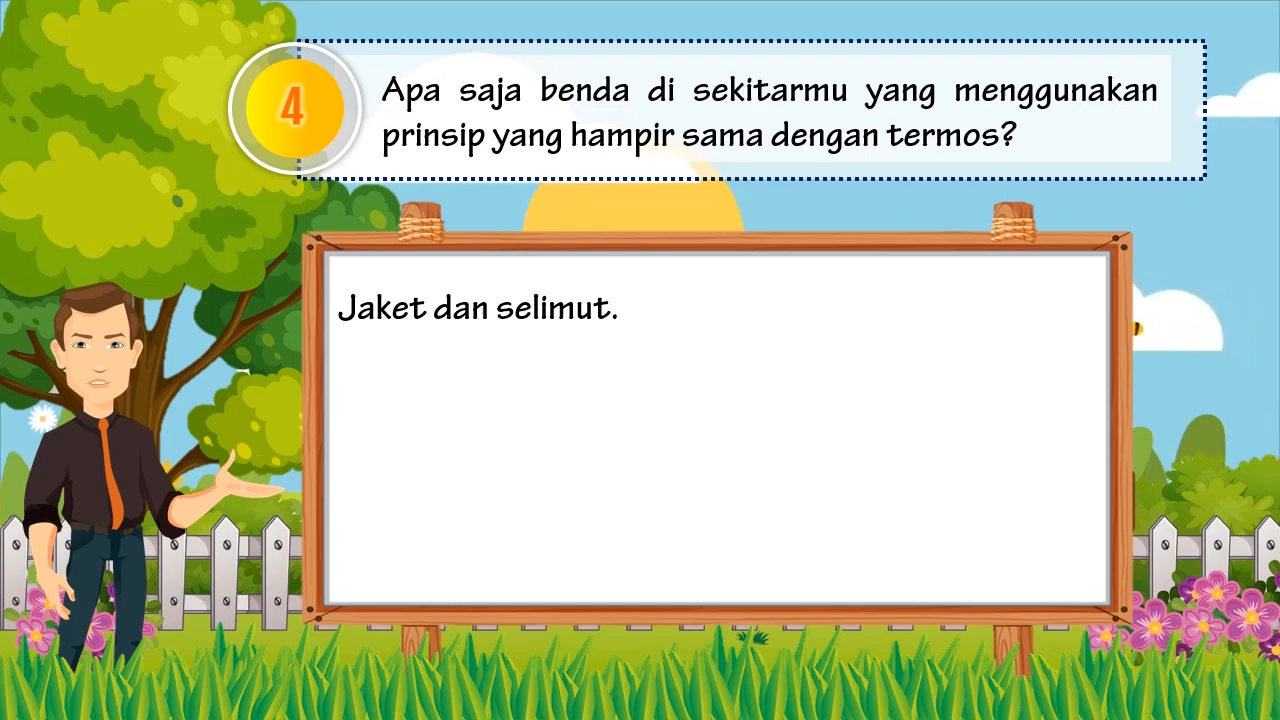 4
Apa saja benda di sekitarmu yang menggunakan
prinsip yang hampir sama dengan termos?
Jaket dan selimut.